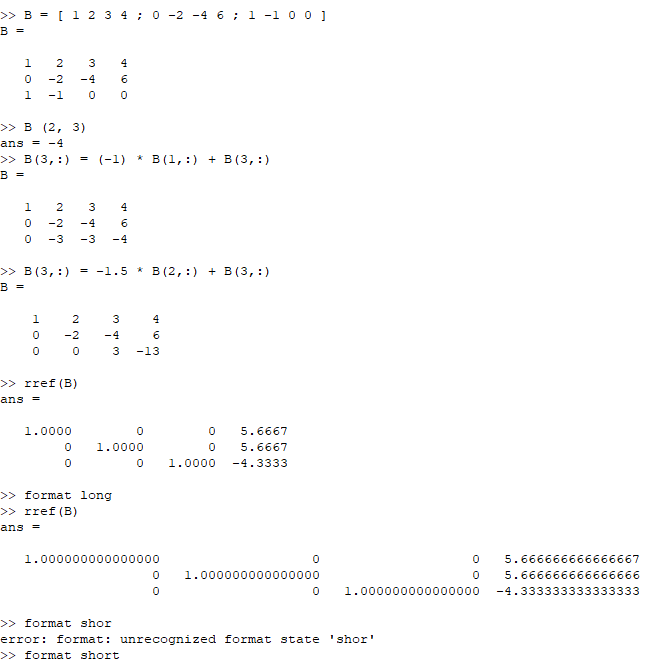 >> B = [ 1 2 3 4 ; 0 -2 -4 6 ; 1 -1 0 0 ]
B =
1 2 3 4
0 -2 -4 6
1 -1 0 0
>> B (2, 3)
ans = -4
>> B(3,:) = (-1) * B(1,:) + B(3,:)
B =
1 2 3 4
0 -2 -4 6
0 -3 -3 -4
>> B(3,:) = -1.5 * B(2,:) + B(3,:)
B =
1 2 3 4
0 -2 -4 6
0 0 3 -13
>> rref(B)
ans =
1.0000 0 0 5.6667
0 1.0000 0 5.6667
0 0 1.0000 -4.3333
>> format long
>> rref(B)
ans =
1.000000000000000 0 0 5.666666666666667
0 1.000000000000000 0 5.666666666666666
0 0 1.000000000000000 -4.333333333333333
>> format shor
error: format: unrecognized format state 'shor'
>> format short